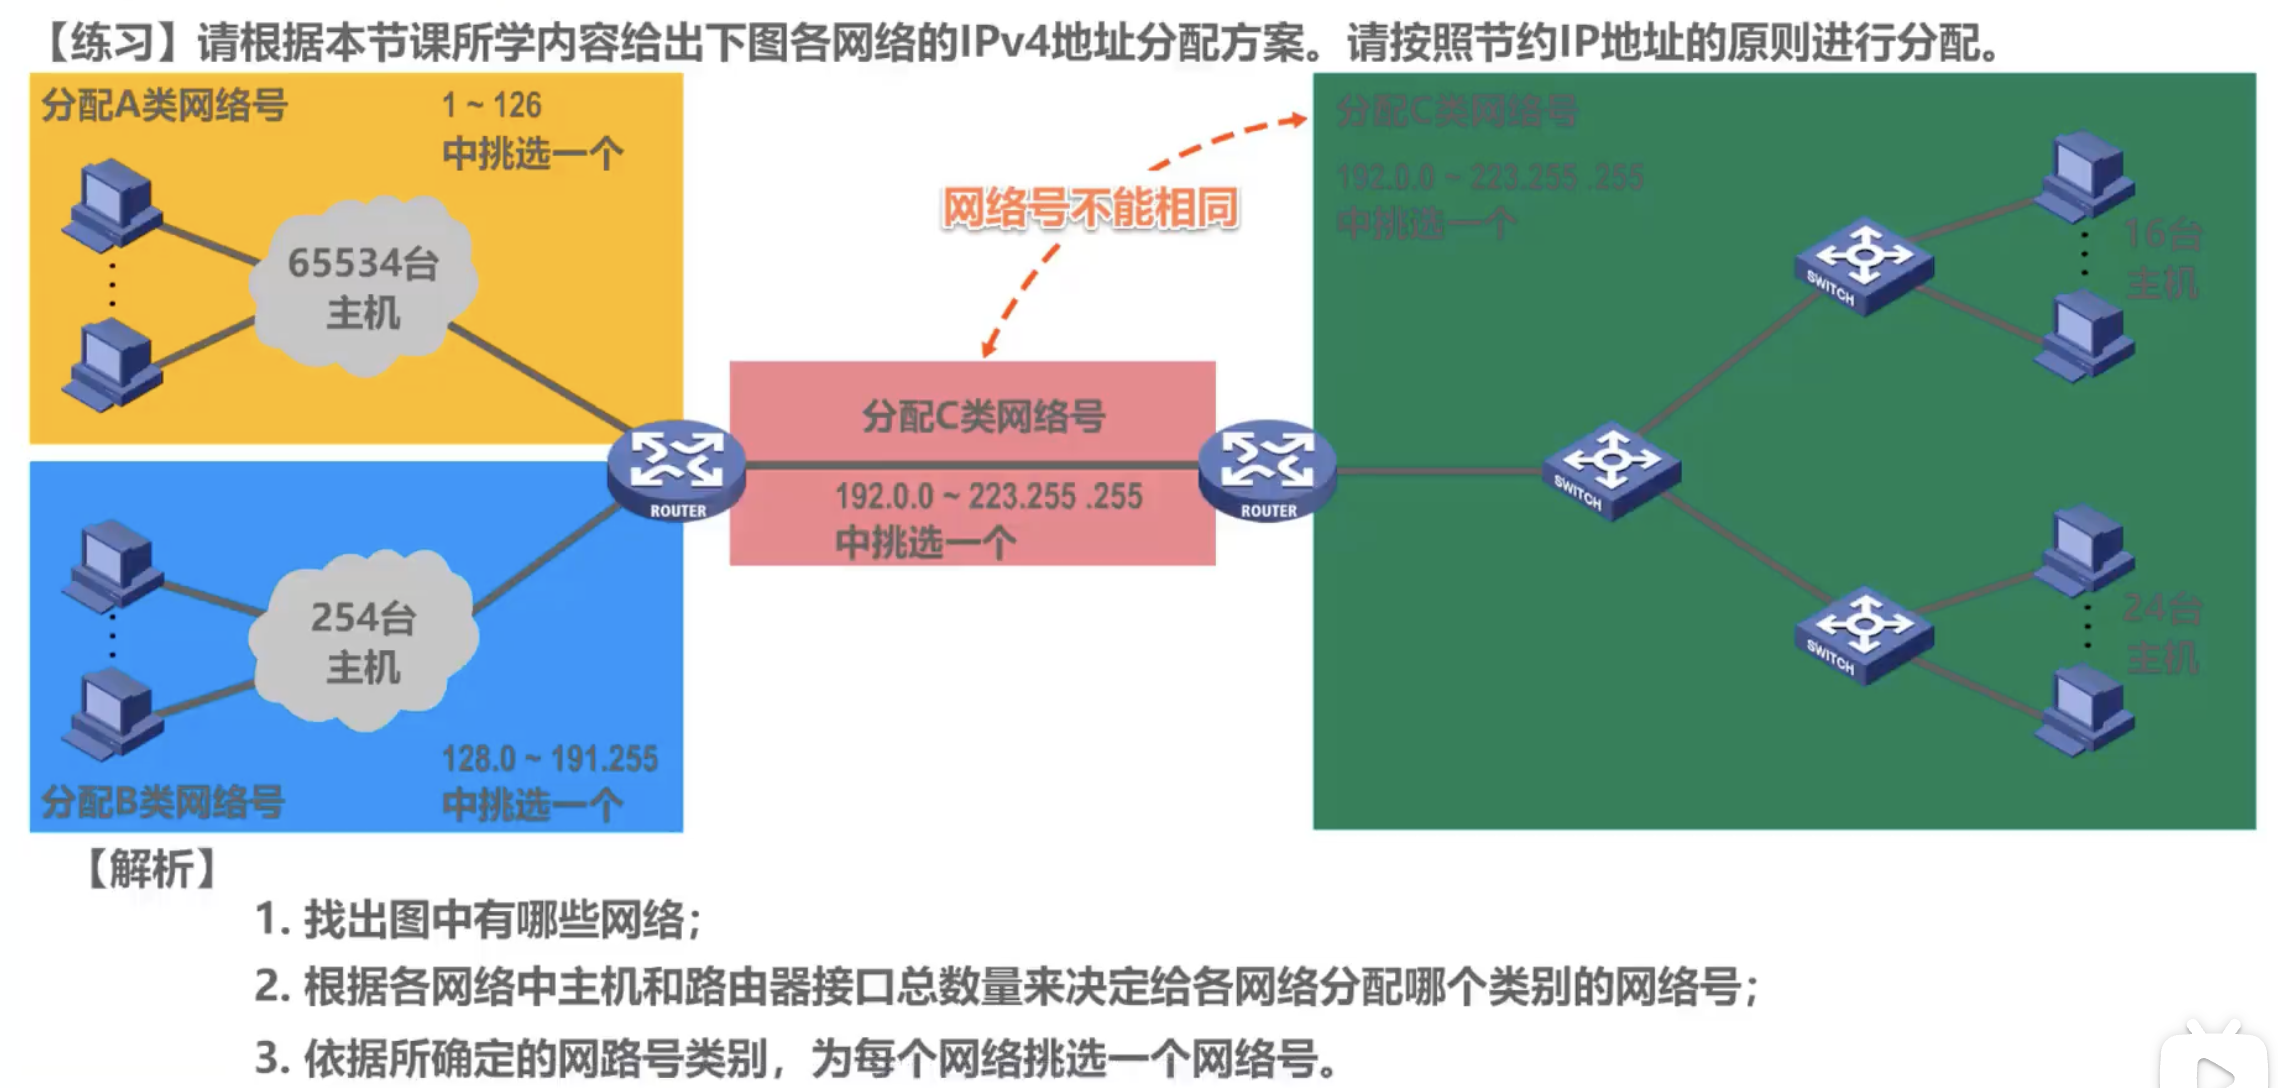 【练习】请根据本节课所学内容给出下图各网络的IPv4地址分配方案。请按照节约IP地址的原则进行分配。
分配A类网络号
1 ~ 126
中挑选一个
65534台
主机
254台
主机
128.0 ~ 191.255
中挑选一个
分配B类网络号
ROUTER
网络号不能相同
分配C类网络号
192.0.0 ~ 223.255 .255
中挑选一个
ROUTER
分配C类网络号
192.0.0 ~ 223.255 .255
中挑选一个
SWITCH
SWITCH
SWITCH
16台
主机
24台
主机
【解析】
1. 找出图中有哪些网络；
2. 根据各网络中主机和路由器接口总数量来决定给各网络分配哪个类别的网络号；
3. 依据所确定的网路号类别，为每个网络挑选一个网络号。